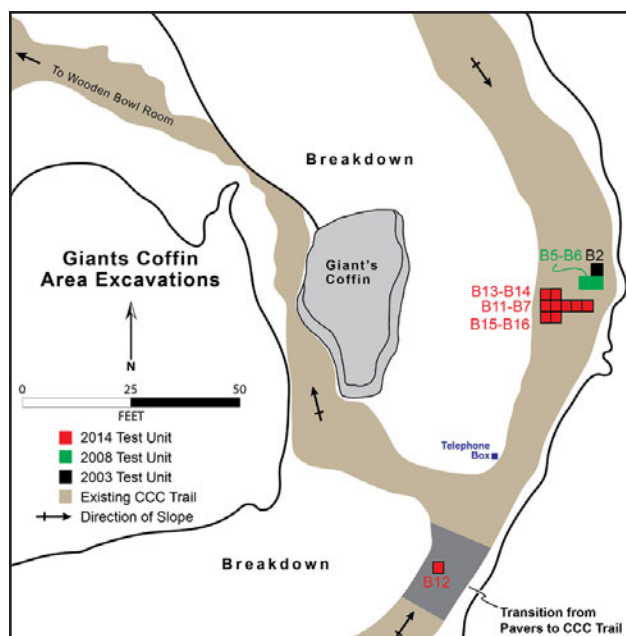 To Wooden Bowl Room
Breakdown
Giants Coffin
Area Excavations
Giant's
Coffin
B5-B6 B2
B13-B14
B11-B7
B15-B16
N
0 25 50
FEET
2014 Test Unit
2008 Test Unit
2003 Test Unit
Existing CCC Trail
Direction of Slope
Telephone
Box
Breakdown
B12
Transition from
Pavers to CCC Trail